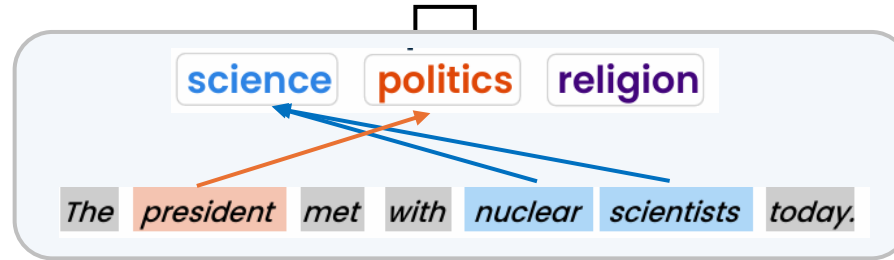 science politics religion
The president met with nuclear scientists today.